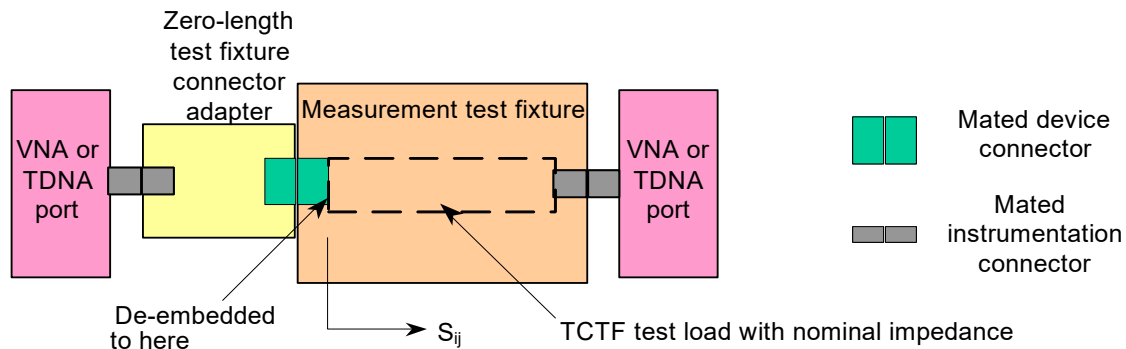 Zero-length
test fixture
connector
adapter
Measurement test fixture
VNA or
TDNA
port
VNA or
TDNA
port
Mated device
connector
Mated
instrumentation
connector
De-embedded
to here
Sij
TCTF test load with nominal impedance